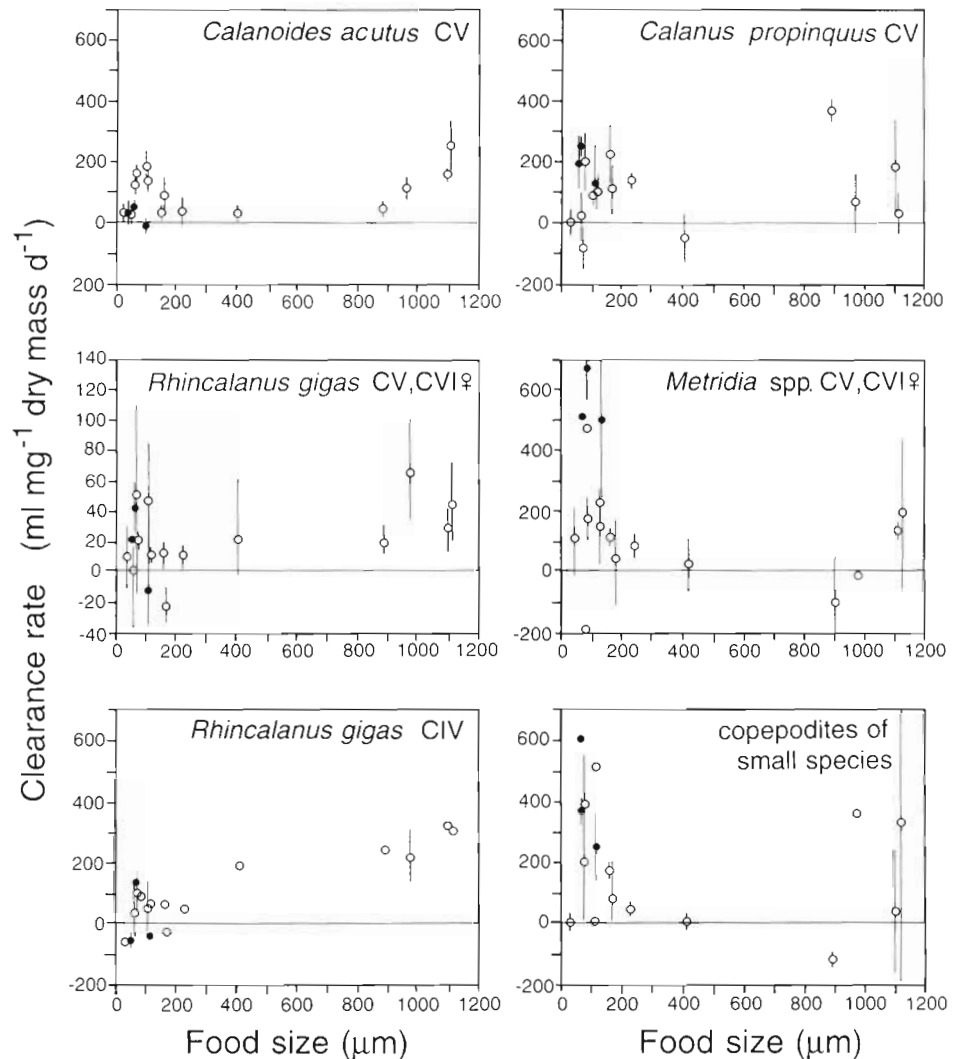 Calanoides acutus CV
600
400
200
0
200
0 200 400 600 800 1000 1200
Calanus propinquus CV
600
400
200
0
-200
0 200 400 600 800 1000 1200
Rhincalanus gigas CV,CVI♀
140
120
100
80
60
40
20
0
-20
-40
0 200 400 600 800 1000 1200
Metridia spp. CV,CVI♀
600
400
200
0
-200
0 200 400 600 800 1000 1200
Rhincalanus gigas CIV
600
400
200
0
-200
0 200 400 600 800 1000 1200
copepodites of
small species
600
400
200
0
-200
0 200 400 600 800 1000 1200
Clearance rate (ml mg⁻¹ dry mass d⁻¹)
Food size (μm)
Food size (μm)